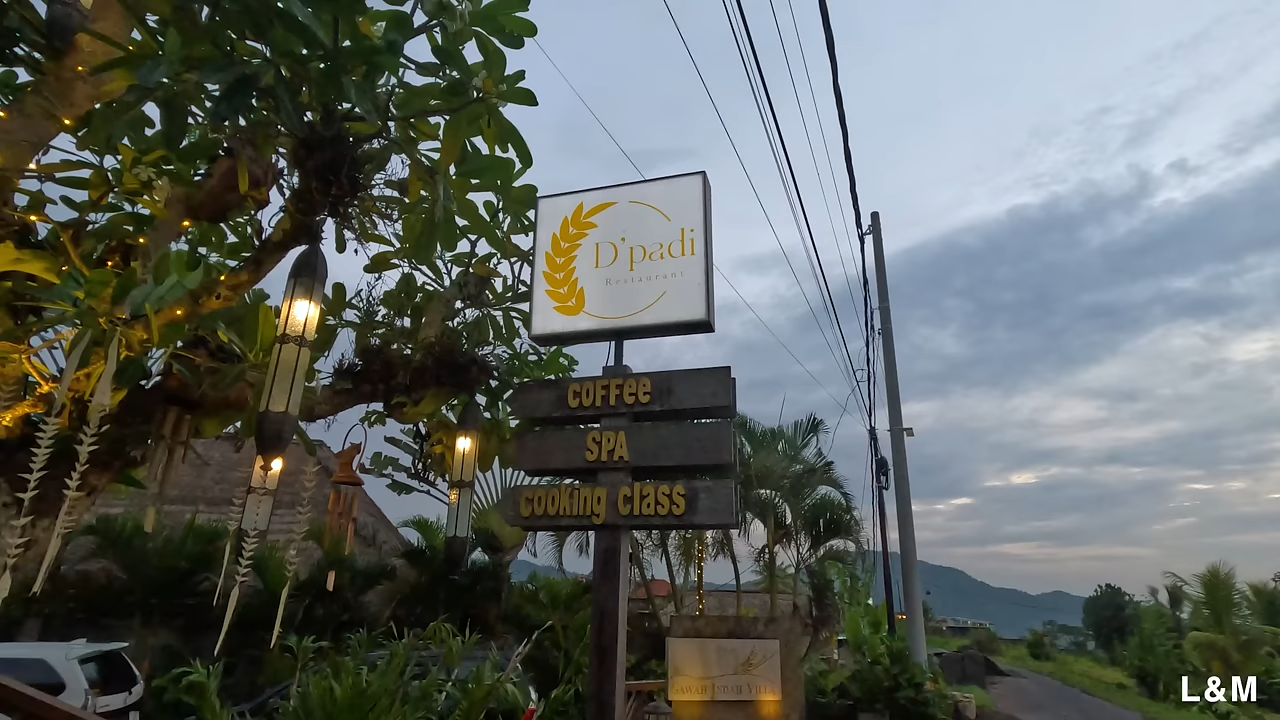 D'padi
Restaurant
coffee
SPA
cooking class
SAWAH INDAH VILLA
L&M